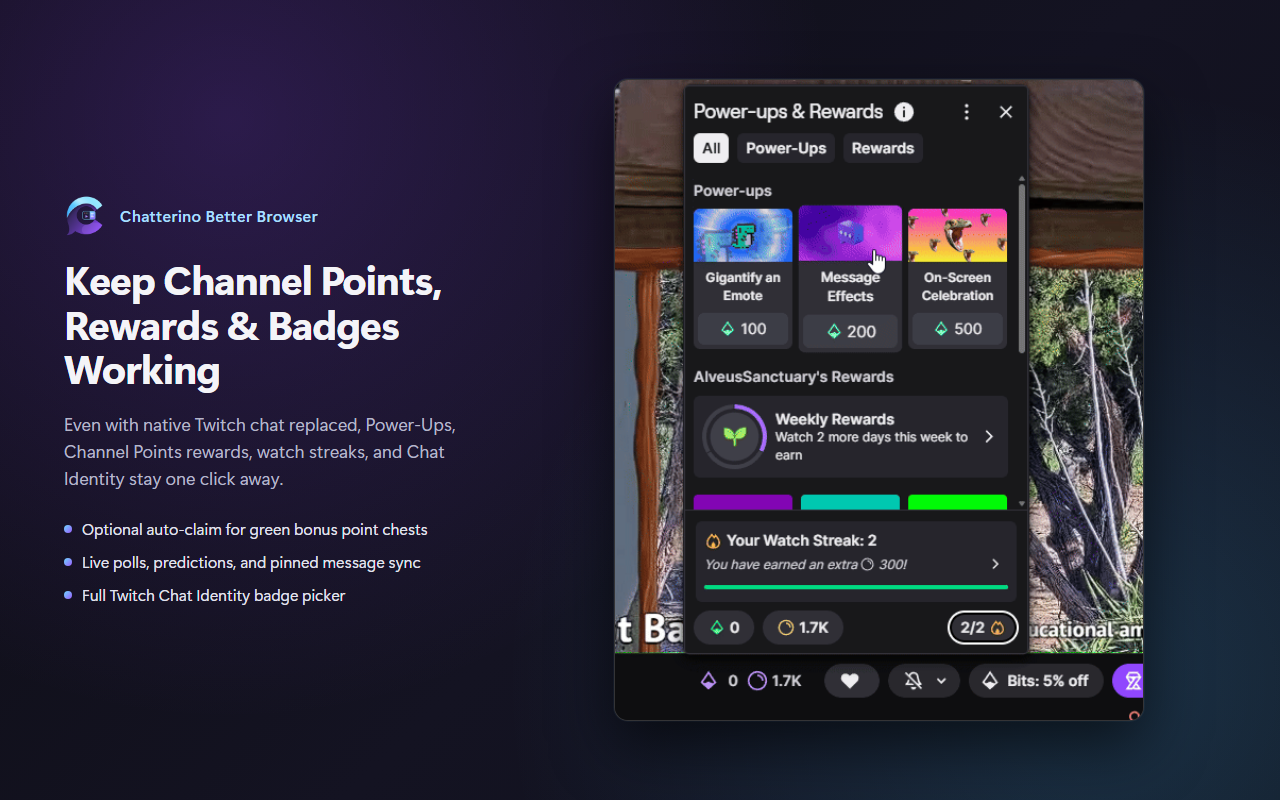 Chatterino Better Browser
Keep Channel Points,
Rewards & Badges
Working
Even with native Twitch chat replaced, Power-Ups,
Channel Points rewards, watch streaks, and Chat
Identity stay one click away.
Optional auto-claim for green bonus point chests
Live polls, predictions, and pinned message sync
Full Twitch Chat Identity badge picker
Power-ups & Rewards
All
Power-Ups
Rewards
Power-ups
Gigantify an
Emote
100
Message
Effects
200
On-Screen
Celebration
500
AlveusSanctuary's Rewards
Weekly Rewards
Watch 2 more days this week to
earn
Your Watch Streak: 2
You have earned an extra 300!
0
1.7K
2/2
t Ba
ucational am
0
1.7K
Bits: 5% off